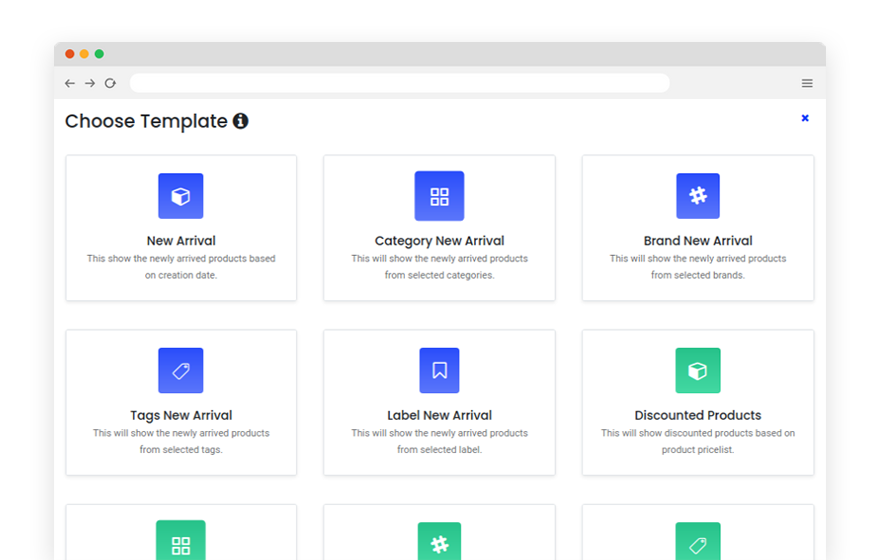 Choose Template
New Arrival
This show the newly arrived products based
on creation date.
Category New Arrival
This will show the newly arrived products
from selected categories.
Brand New Arrival
This will show the newly arrived products
from selected brands.
Tags New Arrival
This will show the newly arrived products
from selected tags.
Label New Arrival
This will show the newly arrived products
from selected label.
Discounted Products
This will show discounted products based on
product pricelist.